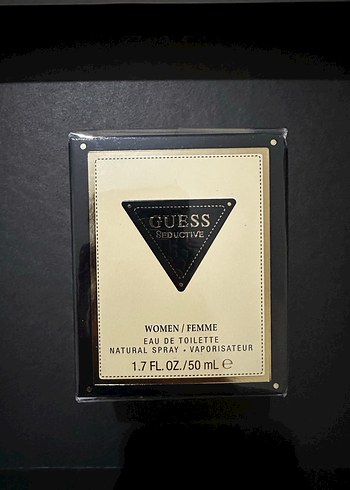 GUESS
SEDUCTIVE
WOMEN / FEMME
EAU DE TOILETTE
NATURAL SPRAY • VAPORISATEUR
1.7 FL. OZ. / 50 mL ℮